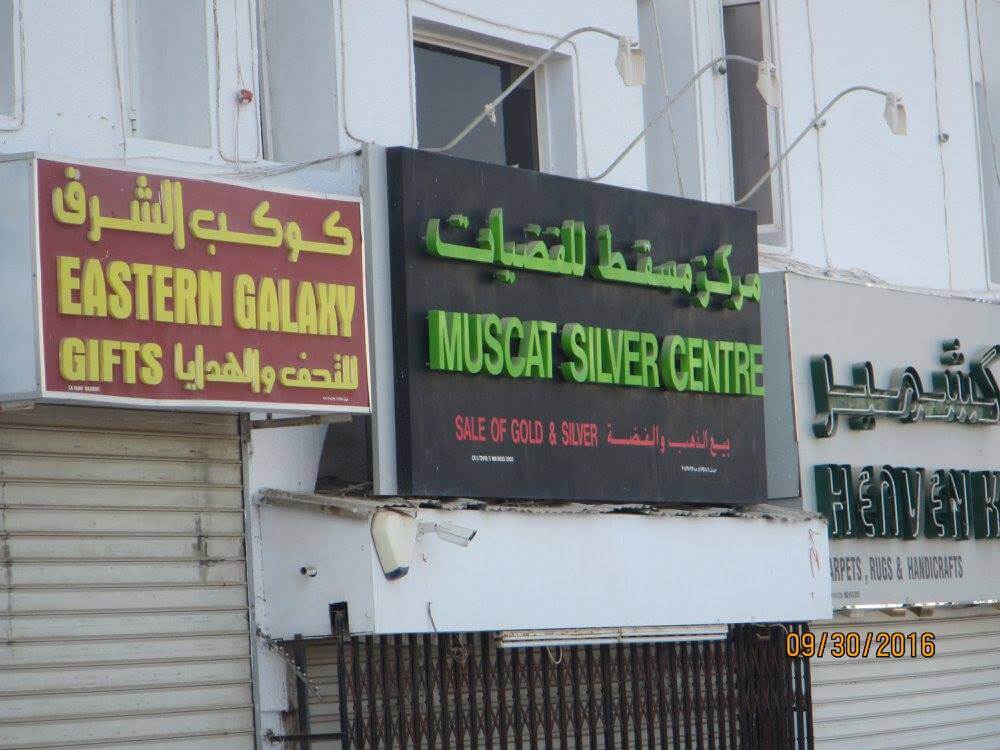 كوكب الشرق
EASTERN GALAXY
GIFTS للتحف والهدايا
مركز مسقط للفضيات
MUSCAT SILVER CENTRE
SALE OF GOLD & SILVER بيع الذهب والفضة
كشمير
HEAVEN K
ARPETS, RUGS & HANDICRAFTS
09/30/2016